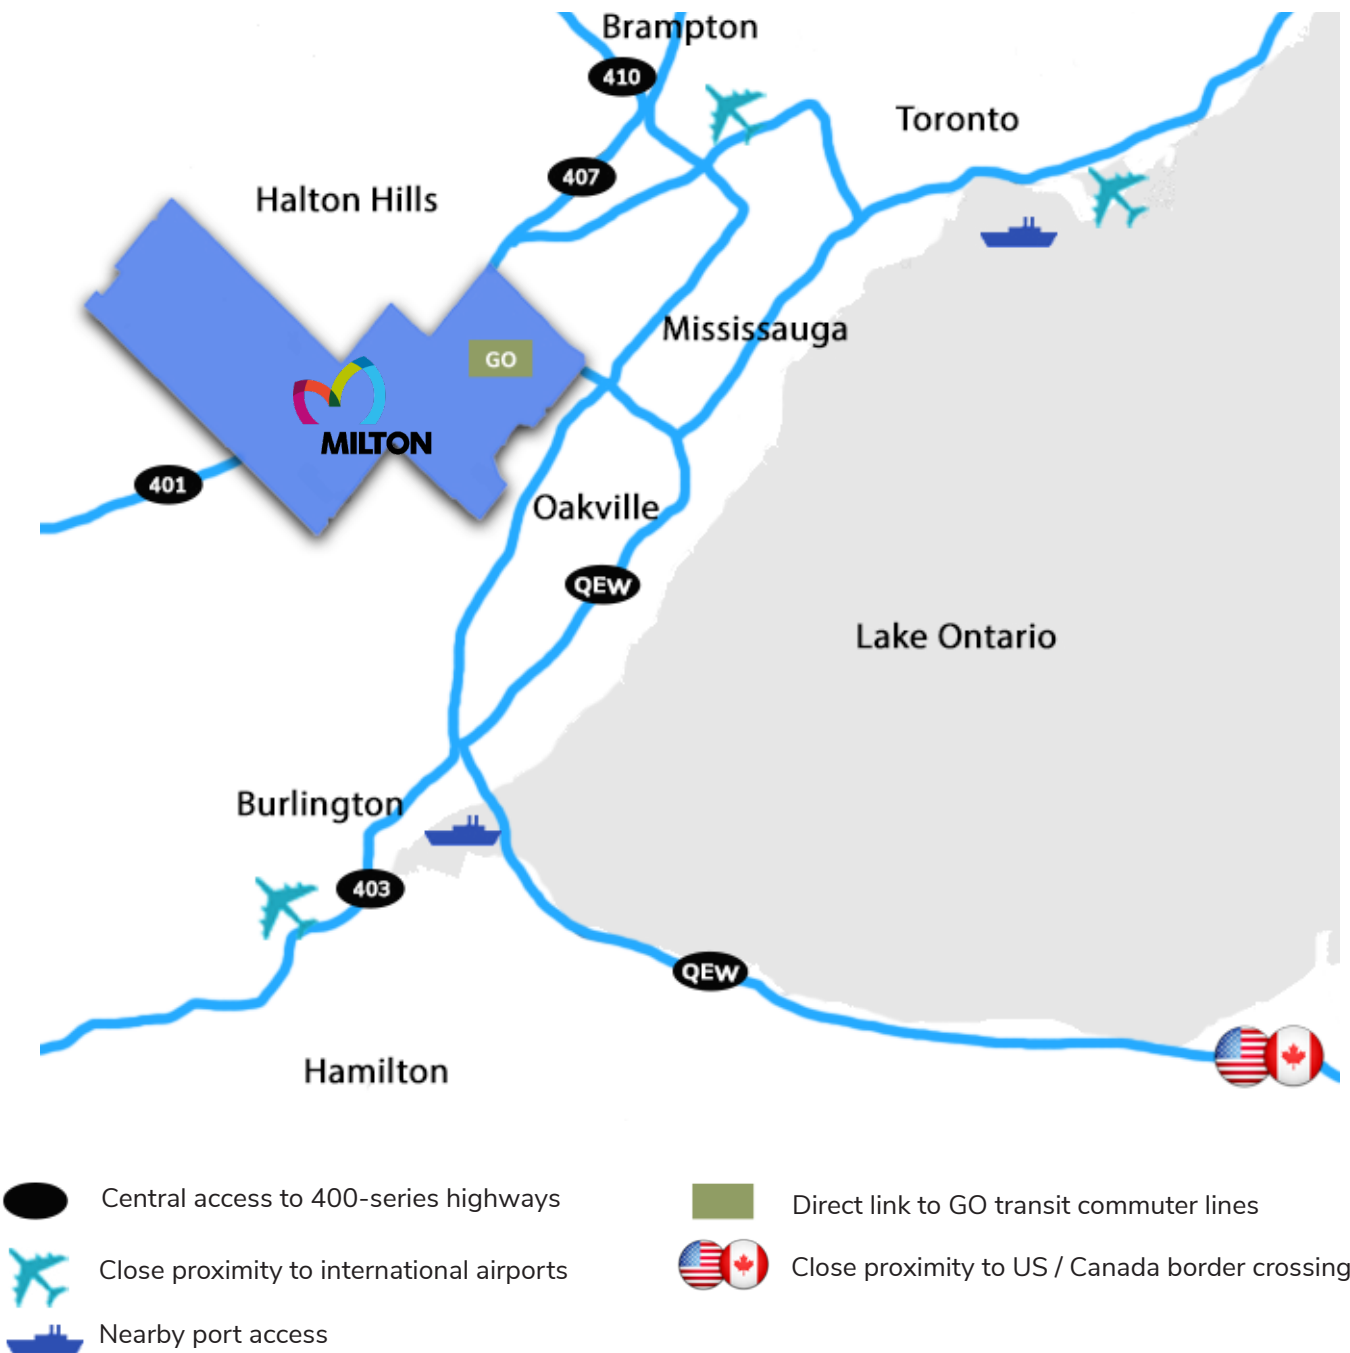 Brampton
410
Toronto
407
Halton Hills
Mississauga
GO
MILTON
401
Oakville
QEW
Lake Ontario
Burlington
403
QEW
Hamilton
Central access to 400-series highways
Direct link to GO transit commuter lines
Close proximity to international airports
Close proximity to US / Canada border crossing
Nearby port access